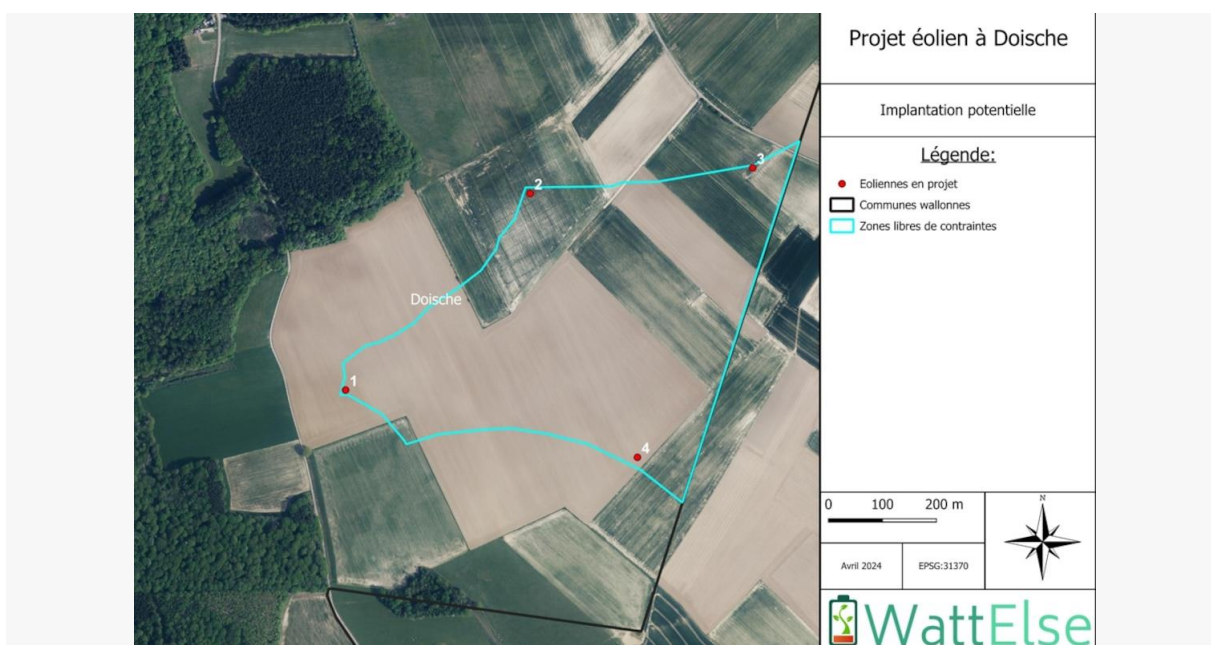 Projet éolien à Doische
Implantation potentielle
Légende:
Eoliennes en projet
Communes wallonnes
Zones libres de contraintes
3
2
Doische
1
4
0 100 200 m
N
Avril 2024
EPSG:31370
WattElse